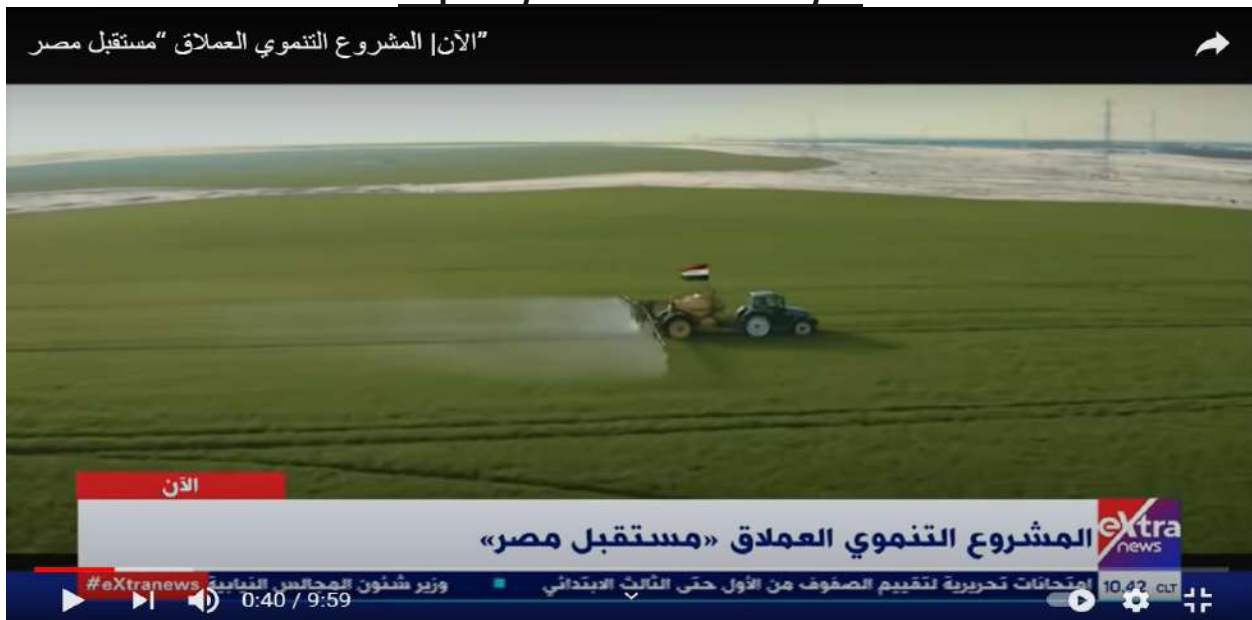 الآن| المشروع التنموي العملاق “مستقبل مصر”
الآن
المشروع التنموي العملاق «مستقبل مصر»
eXtra news
#eXtranews وزير شئون المجالس النيابية ▪ امتحانات تحريرية لتقييم الصفوف من الأول حتى الثالث الابتدائي 10.42 CLT
0:40 / 9:59